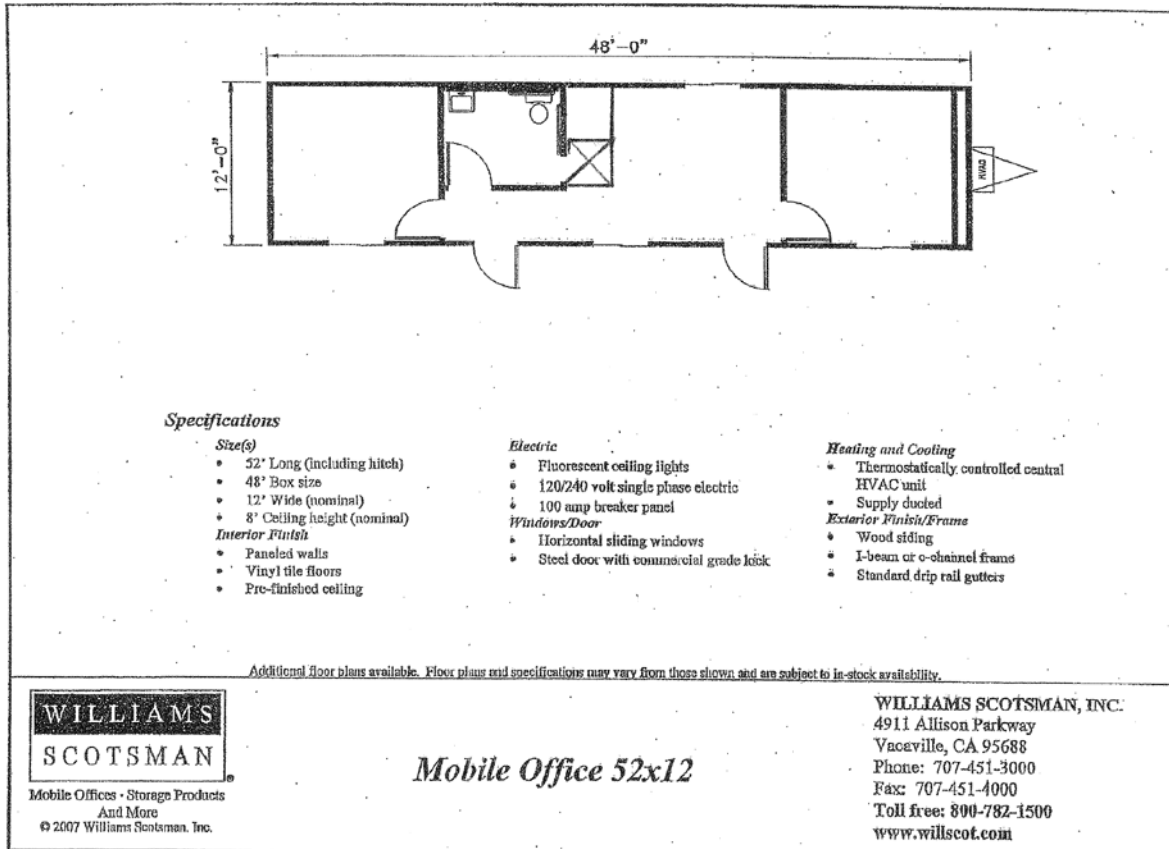 48'-0"
12'-0"
HVAC
Specifications
Size(s)
• 52' Long (including hitch)
• 48' Box size
• 12' Wide (nominal)
• 8' Ceiling height (nominal)
Interior Finish
• Paneled walls
• Vinyl tile floors
• Pre-finished ceiling
Electric
• Fluorescent ceiling lights
• 120/240 volt single phase electric
• 100 amp breaker panel
Windows/Door
• Horizontal sliding windows
• Steel door with commercial grade lock
Heating and Cooling
• Thermostatically controlled central
HVAC unit
• Supply ducted
Exterior Finish/Frame
• Wood siding
• I-beam or c-channel frame
• Standard drip rail gutters
Additional floor plans available. Floor plans and specifications may vary from those shown and are subject to in-stock availability.
WILLIAMS
SCOTSMAN
®
Mobile Offices • Storage Products
And More
© 2007 Williams Scotsman, Inc.
Mobile Office 52x12
WILLIAMS SCOTSMAN, INC.
4911 Allison Parkway
Vacaville, CA 95688
Phone: 707-451-3000
Fax: 707-451-4000
Toll free: 800-782-1500
www.willscot.com